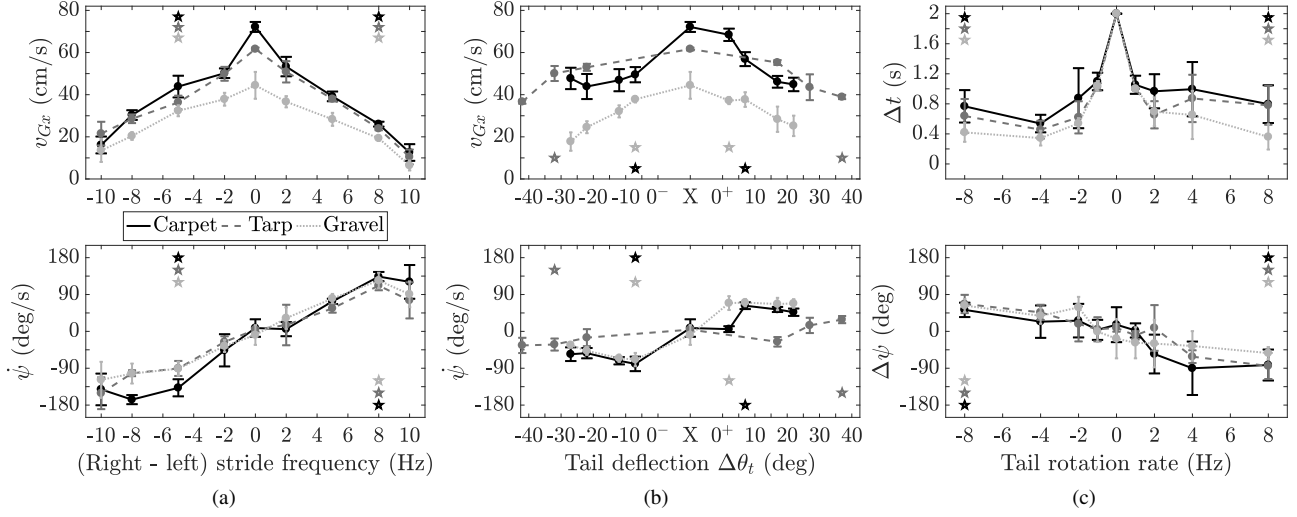 80
60
40
20
0
v_Gx (cm/s)
-10 -8 -6 -4 -2 0 2 4 6 8 10
80
60
40
20
0
v_Gx (cm/s)
-40 -30 -20 -10 0⁻ X 0⁺ 10 20 30 40
2
1.6
1.2
0.8
0.4
0
Δt (s)
-8 -6 -4 -2 0 2 4 6 8
Carpet Tarp Gravel
180
90
0
-90
-180
ψ̇ (deg/s)
-10 -8 -6 -4 -2 0 2 4 6 8 10
(Right - left) stride frequency (Hz)
(a)
180
90
0
-90
-180
ψ̇ (deg/s)
-40 -30 -20 -10 0⁻ X 0⁺ 10 20 30 40
Tail deflection Δθ_t (deg)
(b)
180
90
0
-90
-180
Δψ (deg)
-8 -6 -4 -2 0 2 4 6 8
Tail rotation rate (Hz)
(c)